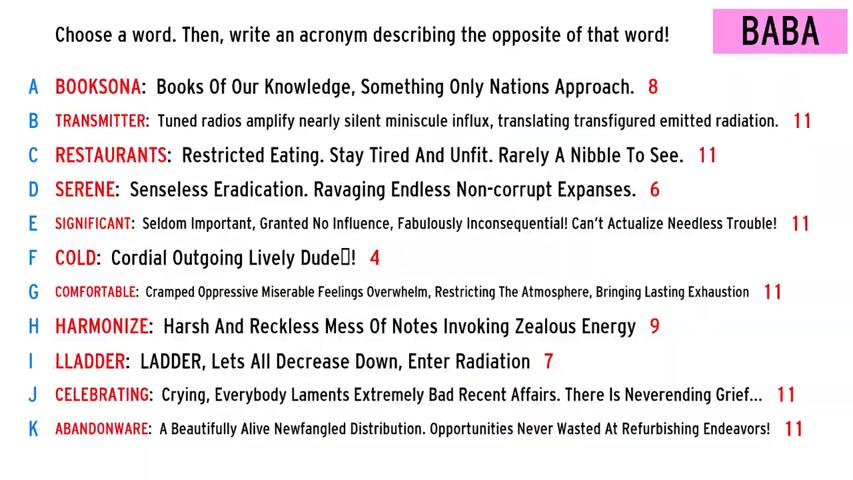 Choose a word. Then, write an acronym describing the opposite of that word!
BABA
A BOOKSONA: Books Of Our Knowledge, Something Only Nations Approach. 8
B TRANSMITTER: Tuned radios amplify nearly silent miniscule influx, translating transfigured emitted radiation. 11
C RESTAURANTS: Restricted Eating. Stay Tired And Unfit. Rarely A Nibble To See. 11
D SERENE: Senseless Eradication. Ravaging Endless Non-corrupt Expanses. 6
E SIGNIFICANT: Seldom Important, Granted No Influence, Fabulously Inconsequential! Can't Actualize Needless Trouble! 11
F COLD: Cordial Outgoing Lively Dude▯! 4
G COMFORTABLE: Cramped Oppressive Miserable Feelings Overwhelm, Restricting The Atmosphere, Bringing Lasting Exhaustion 11
H HARMONIZE: Harsh And Reckless Mess Of Notes Invoking Zealous Energy 9
I LLADDER: LADDER, Lets All Decrease Down, Enter Radiation 7
J CELEBRATING: Crying, Everybody Laments Extremely Bad Recent Affairs. There Is Neverending Grief... 11
K ABANDONWARE: A Beautifully Alive Newfangled Distribution. Opportunities Never Wasted At Refurbishing Endeavors! 11